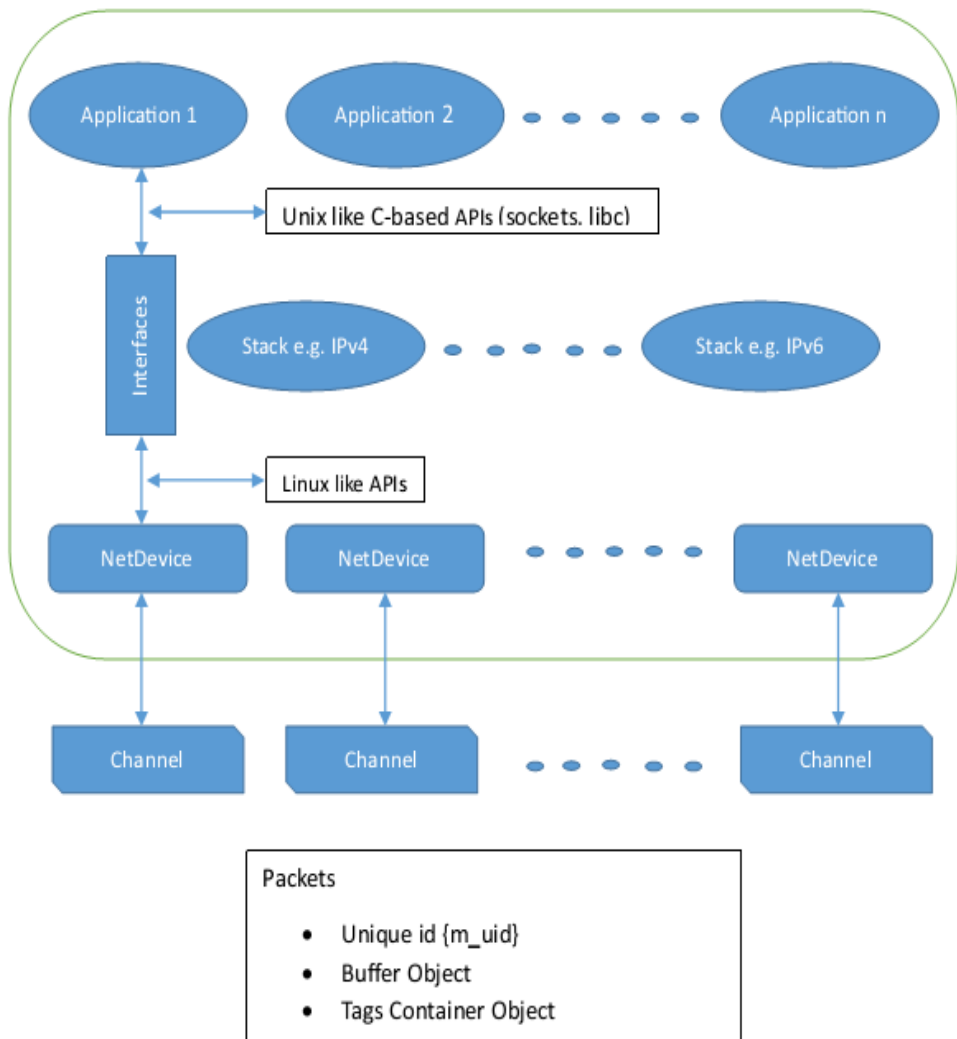 Application 1
Application 2
Application n
Unix like C-based APIs (sockets, libc)
Interfaces
Stack e.g. IPv4
Stack e.g. IPv6
Linux like APIs
NetDevice
NetDevice
NetDevice
Channel
Channel
Channel
Packets
• Unique id {m_uid}
• Buffer Object
• Tags Container Object